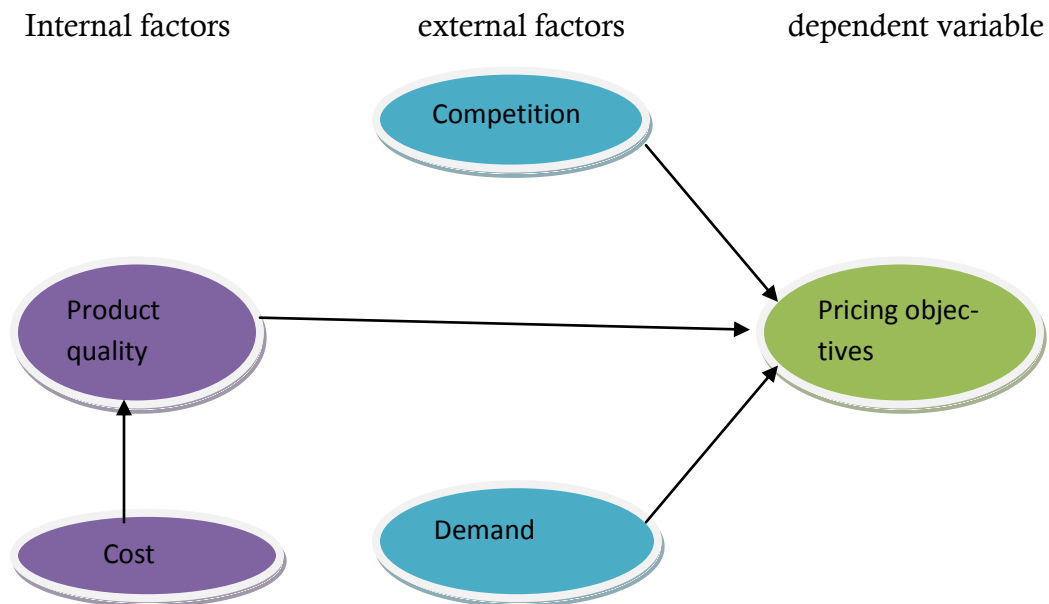 Internal factors
external factors
dependent variable
Competition
Product
quality
Pricing objec-
tives
Cost
Demand